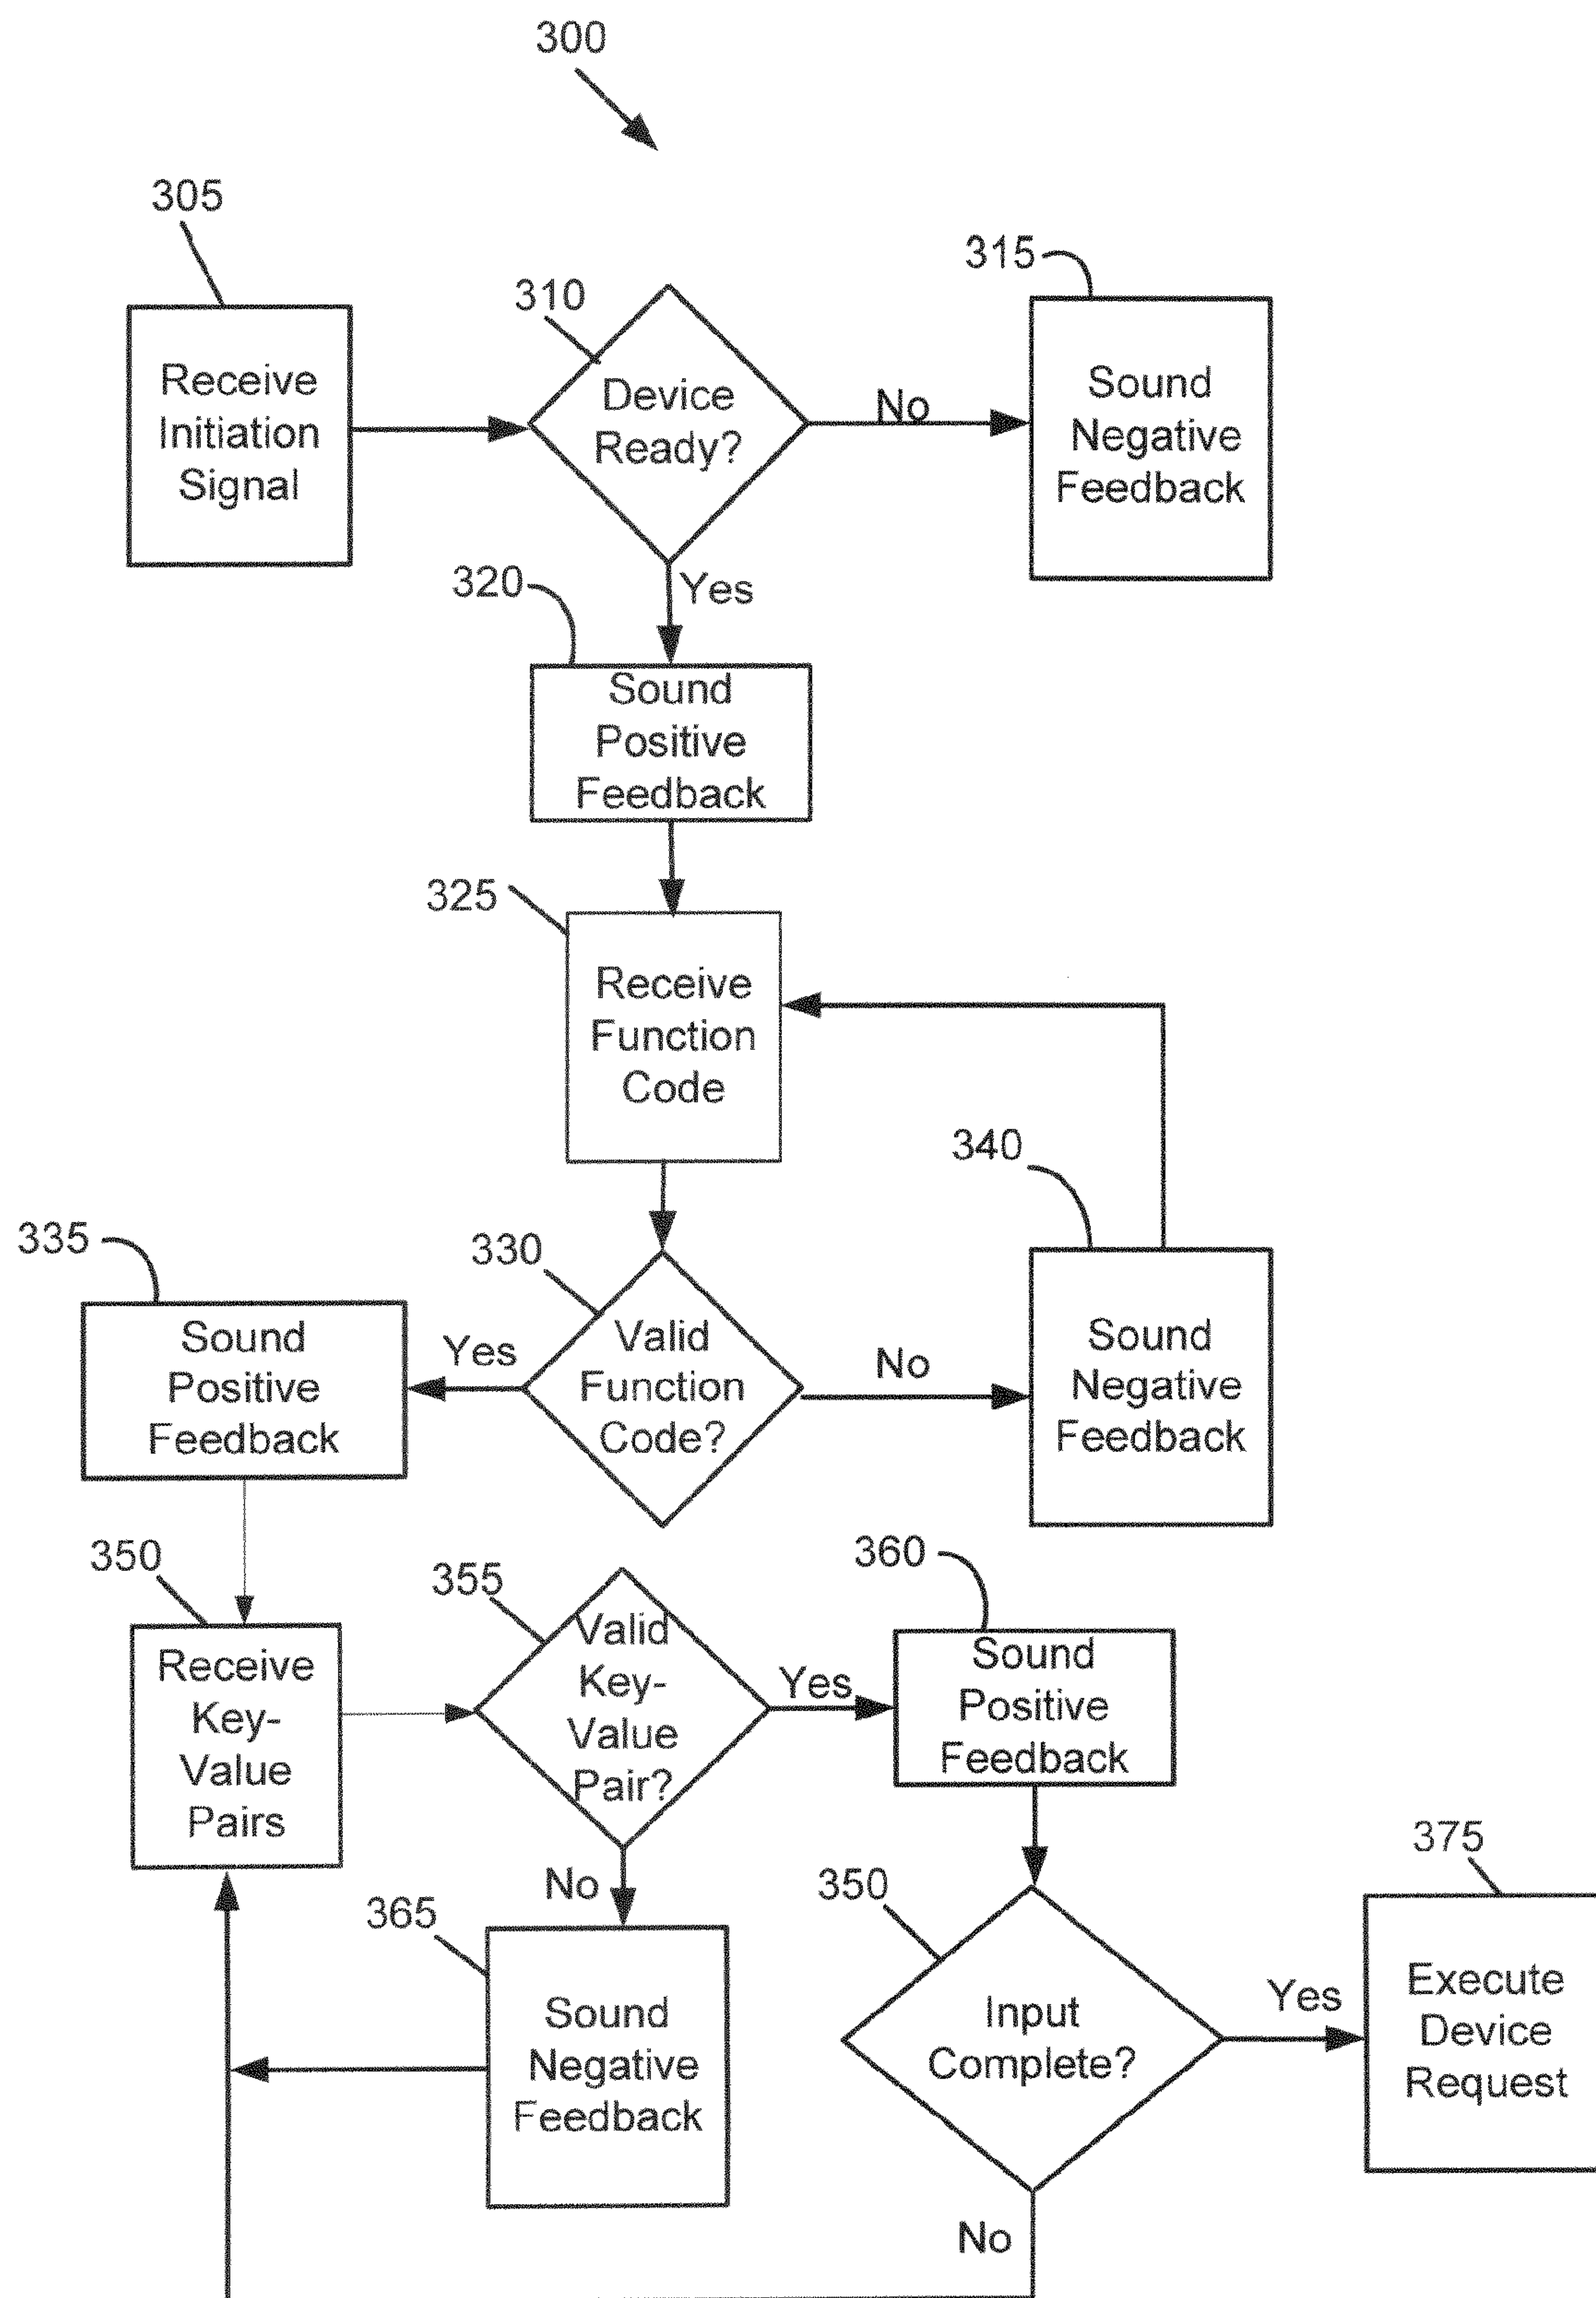 300
305
Receive
Initiation
Signal
310
Device
Ready?
No
315
Sound
Negative
Feedback
Yes
320
Sound
Positive
Feedback
325
Receive
Function
Code
330
Valid
Function
Code?
Yes
335
Sound
Positive
Feedback
No
340
Sound
Negative
Feedback
350
Receive
Key-
Value
Pairs
355
Valid
Key-
Value
Pair?
Yes
360
Sound
Positive
Feedback
No
365
Sound
Negative
Feedback
350
Input
Complete?
Yes
375
Execute
Device
Request
No